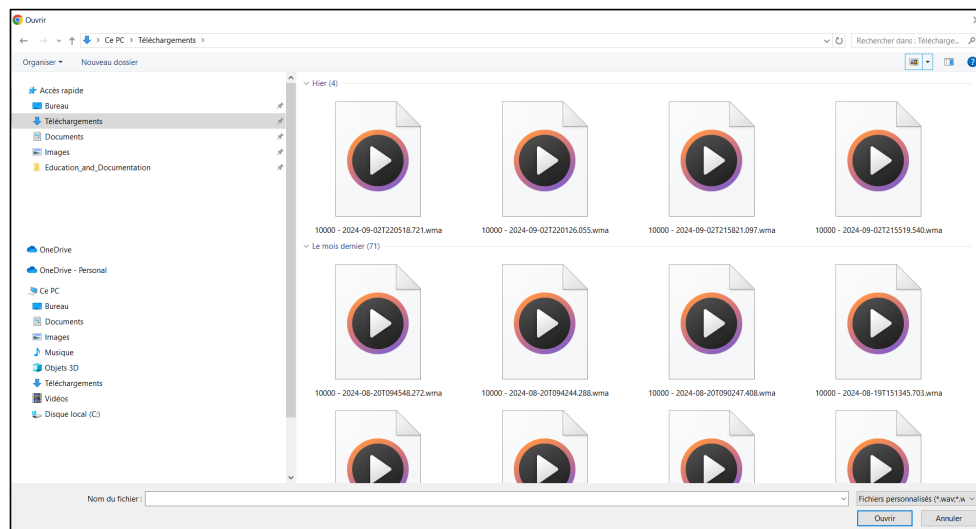 Ouvrir
Ce PC > Téléchargements >
Rechercher dans : Télécharge...
Organiser
Nouveau dossier
Accès rapide
Bureau
Téléchargements
Documents
Images
Education_and_Documentation
OneDrive
OneDrive - Personal
Ce PC
Bureau
Documents
Images
Musique
Objets 3D
Téléchargements
Vidéos
Disque local (C:)
Hier (4)
10000 - 2024-09-02T220518.721.wma
10000 - 2024-09-02T220126.055.wma
10000 - 2024-09-02T215821.097.wma
10000 - 2024-09-02T215519.540.wma
Le mois dernier (71)
10000 - 2024-08-20T094548.272.wma
10000 - 2024-08-20T094244.288.wma
10000 - 2024-08-20T090247.408.wma
10000 - 2024-08-19T151345.703.wma
Nom du fichier :
Fichiers personnalisés (*.wav;*.w
Ouvrir
Annuler